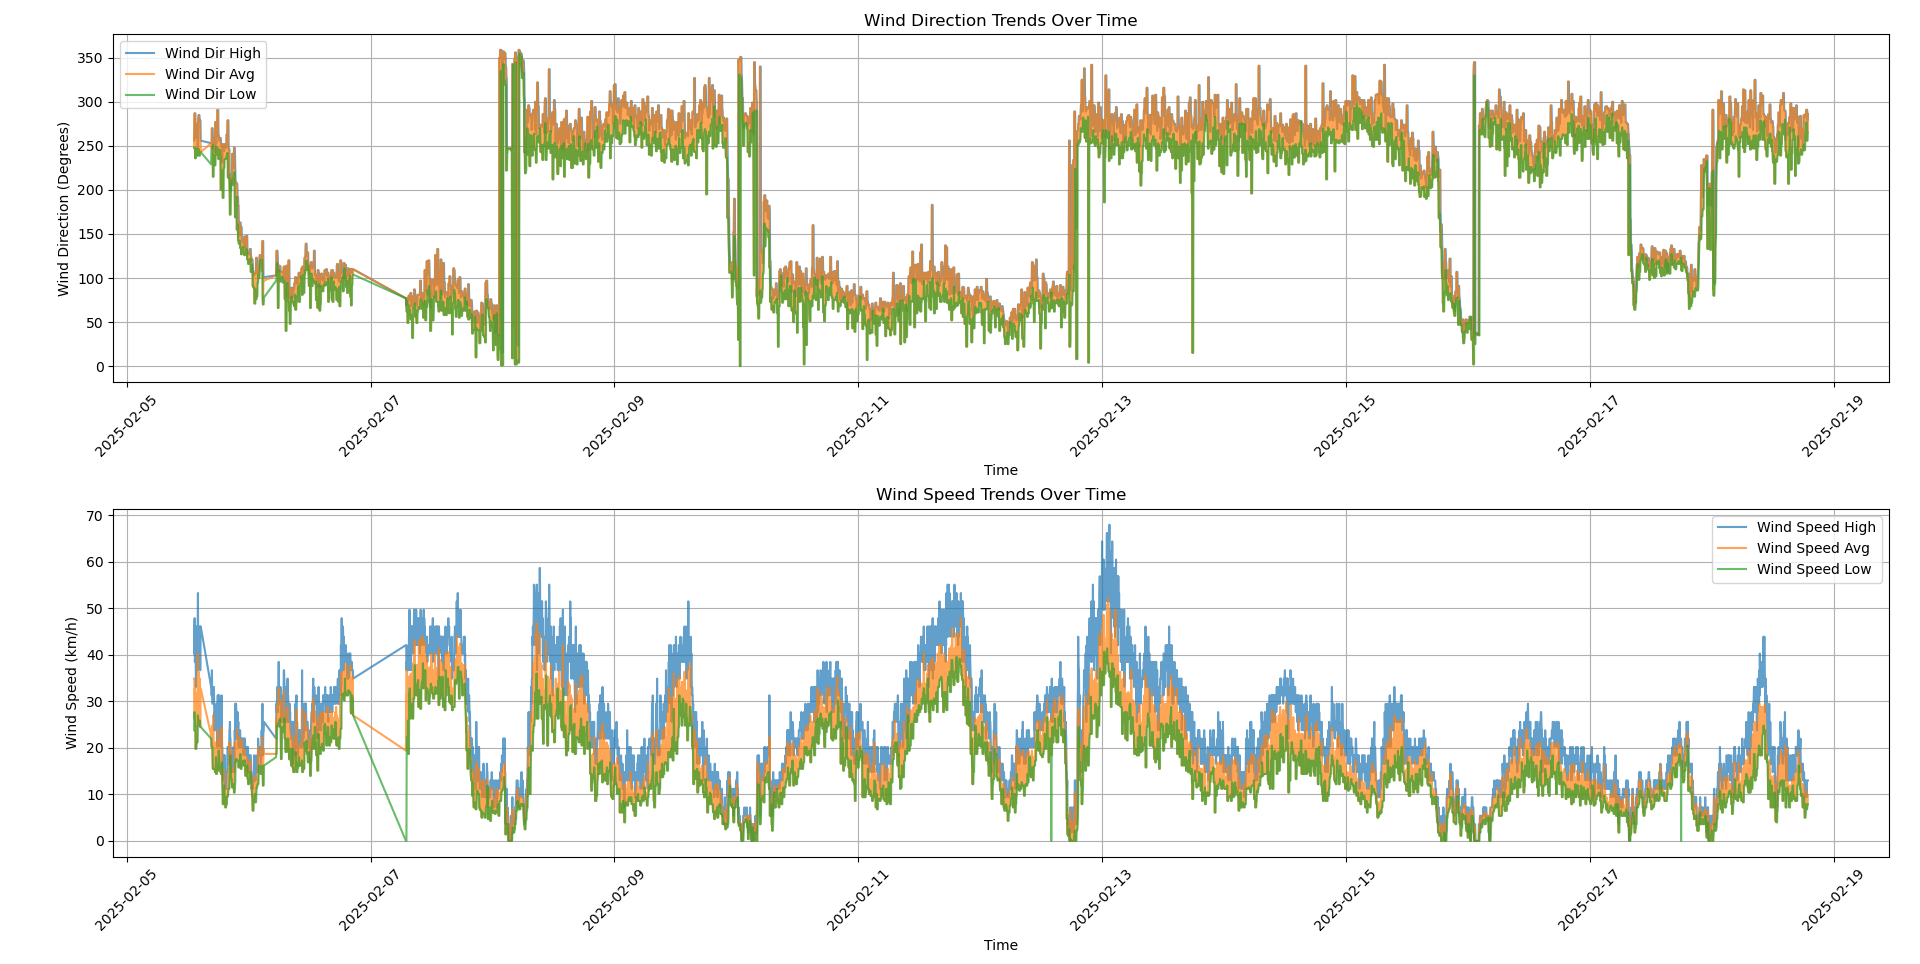 Wind Direction Trends Over Time
Wind Dir High
Wind Dir Avg
Wind Dir Low
Wind Direction (Degrees)
350
300
250
200
150
100
50
0
2025-02-05
2025-02-07
2025-02-09
2025-02-11
2025-02-13
2025-02-15
2025-02-17
2025-02-19
Time
Wind Speed Trends Over Time
Wind Speed High
Wind Speed Avg
Wind Speed Low
Wind Speed (km/h)
70
60
50
40
30
20
10
0
2025-02-05
2025-02-07
2025-02-09
2025-02-11
2025-02-13
2025-02-15
2025-02-17
2025-02-19
Time